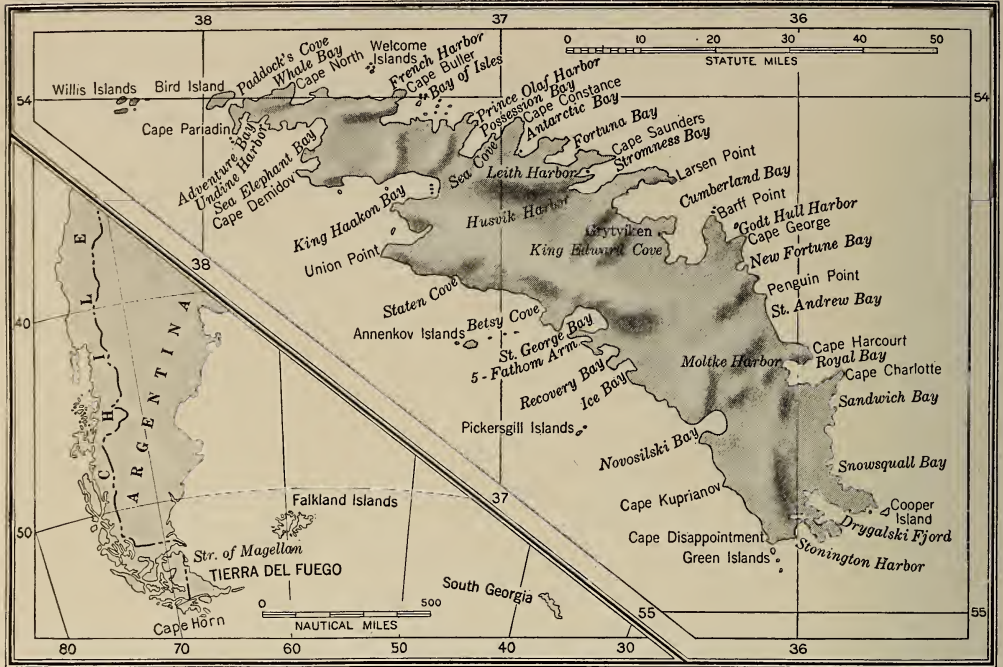 38
37
36
0 10 20 30 40 50
STATUTE MILES
54
54
Willis Islands
Bird Island
Paddock's Cove
Whale Bay
Cape North
Welcome
Islands
French Harbor
Cape Buller
Bay of Isles
Prince Olaf Harbor
Possession Bay
Cape Constance
Antarctic Bay
Fortuna Bay
Cape Saunders
Stromness Bay
Larsen Point
Cumberland Bay
Barff Point
Godt Hull Harbor
Cape George
New Fortune Bay
Penguin Point
St. Andrew Bay
Cape Harcourt
Royal Bay
Cape Charlotte
Sandwich Bay
Snowsquall Bay
Cooper
Island
Drygalski Fjord
Stonington Harbor
Cape Pariadin
Adventure Bay
Undine Harbor
Sea Elephant Bay
Cape Demidov
King Haakon Bay
Sea Cove
Leith Harbor
Husvik Harbor
Grytviken
King Edward Cove
Union Point
Staten Cove
Annenkov Islands
Betsy Cove
St. George Bay
5 - Fathom Arm
Recovery Bay
Ice Bay
Moltke Harbor
Pickersgill Islands
Novosilski Bay
Cape Kuprianov
Cape Disappointment
Green Islands
38
37
55
55
36
CHILE
ARGENTINA
40
50
Falkland Islands
Str. of Magellan
TIERRA DEL FUEGO
Cape Horn
South Georgia
0 500
NAUTICAL MILES
80 70 60 50 40 30